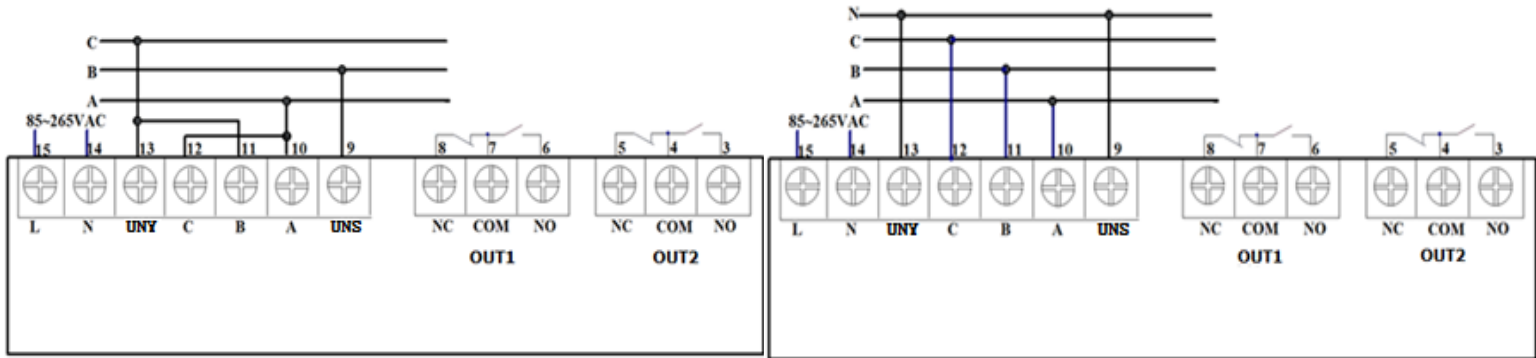 C
B
A
85~265VAC
15 14 13 12 11 10 9 8 7 6 5 4 3
L N UNY C B A UNS NC COM NO NC COM NO
OUT1 OUT2
N
C
B
A
85~265VAC
15 14 13 12 11 10 9 8 7 6 5 4 3
L N UNY C B A UNS NC COM NO NC COM NO
OUT1 OUT2